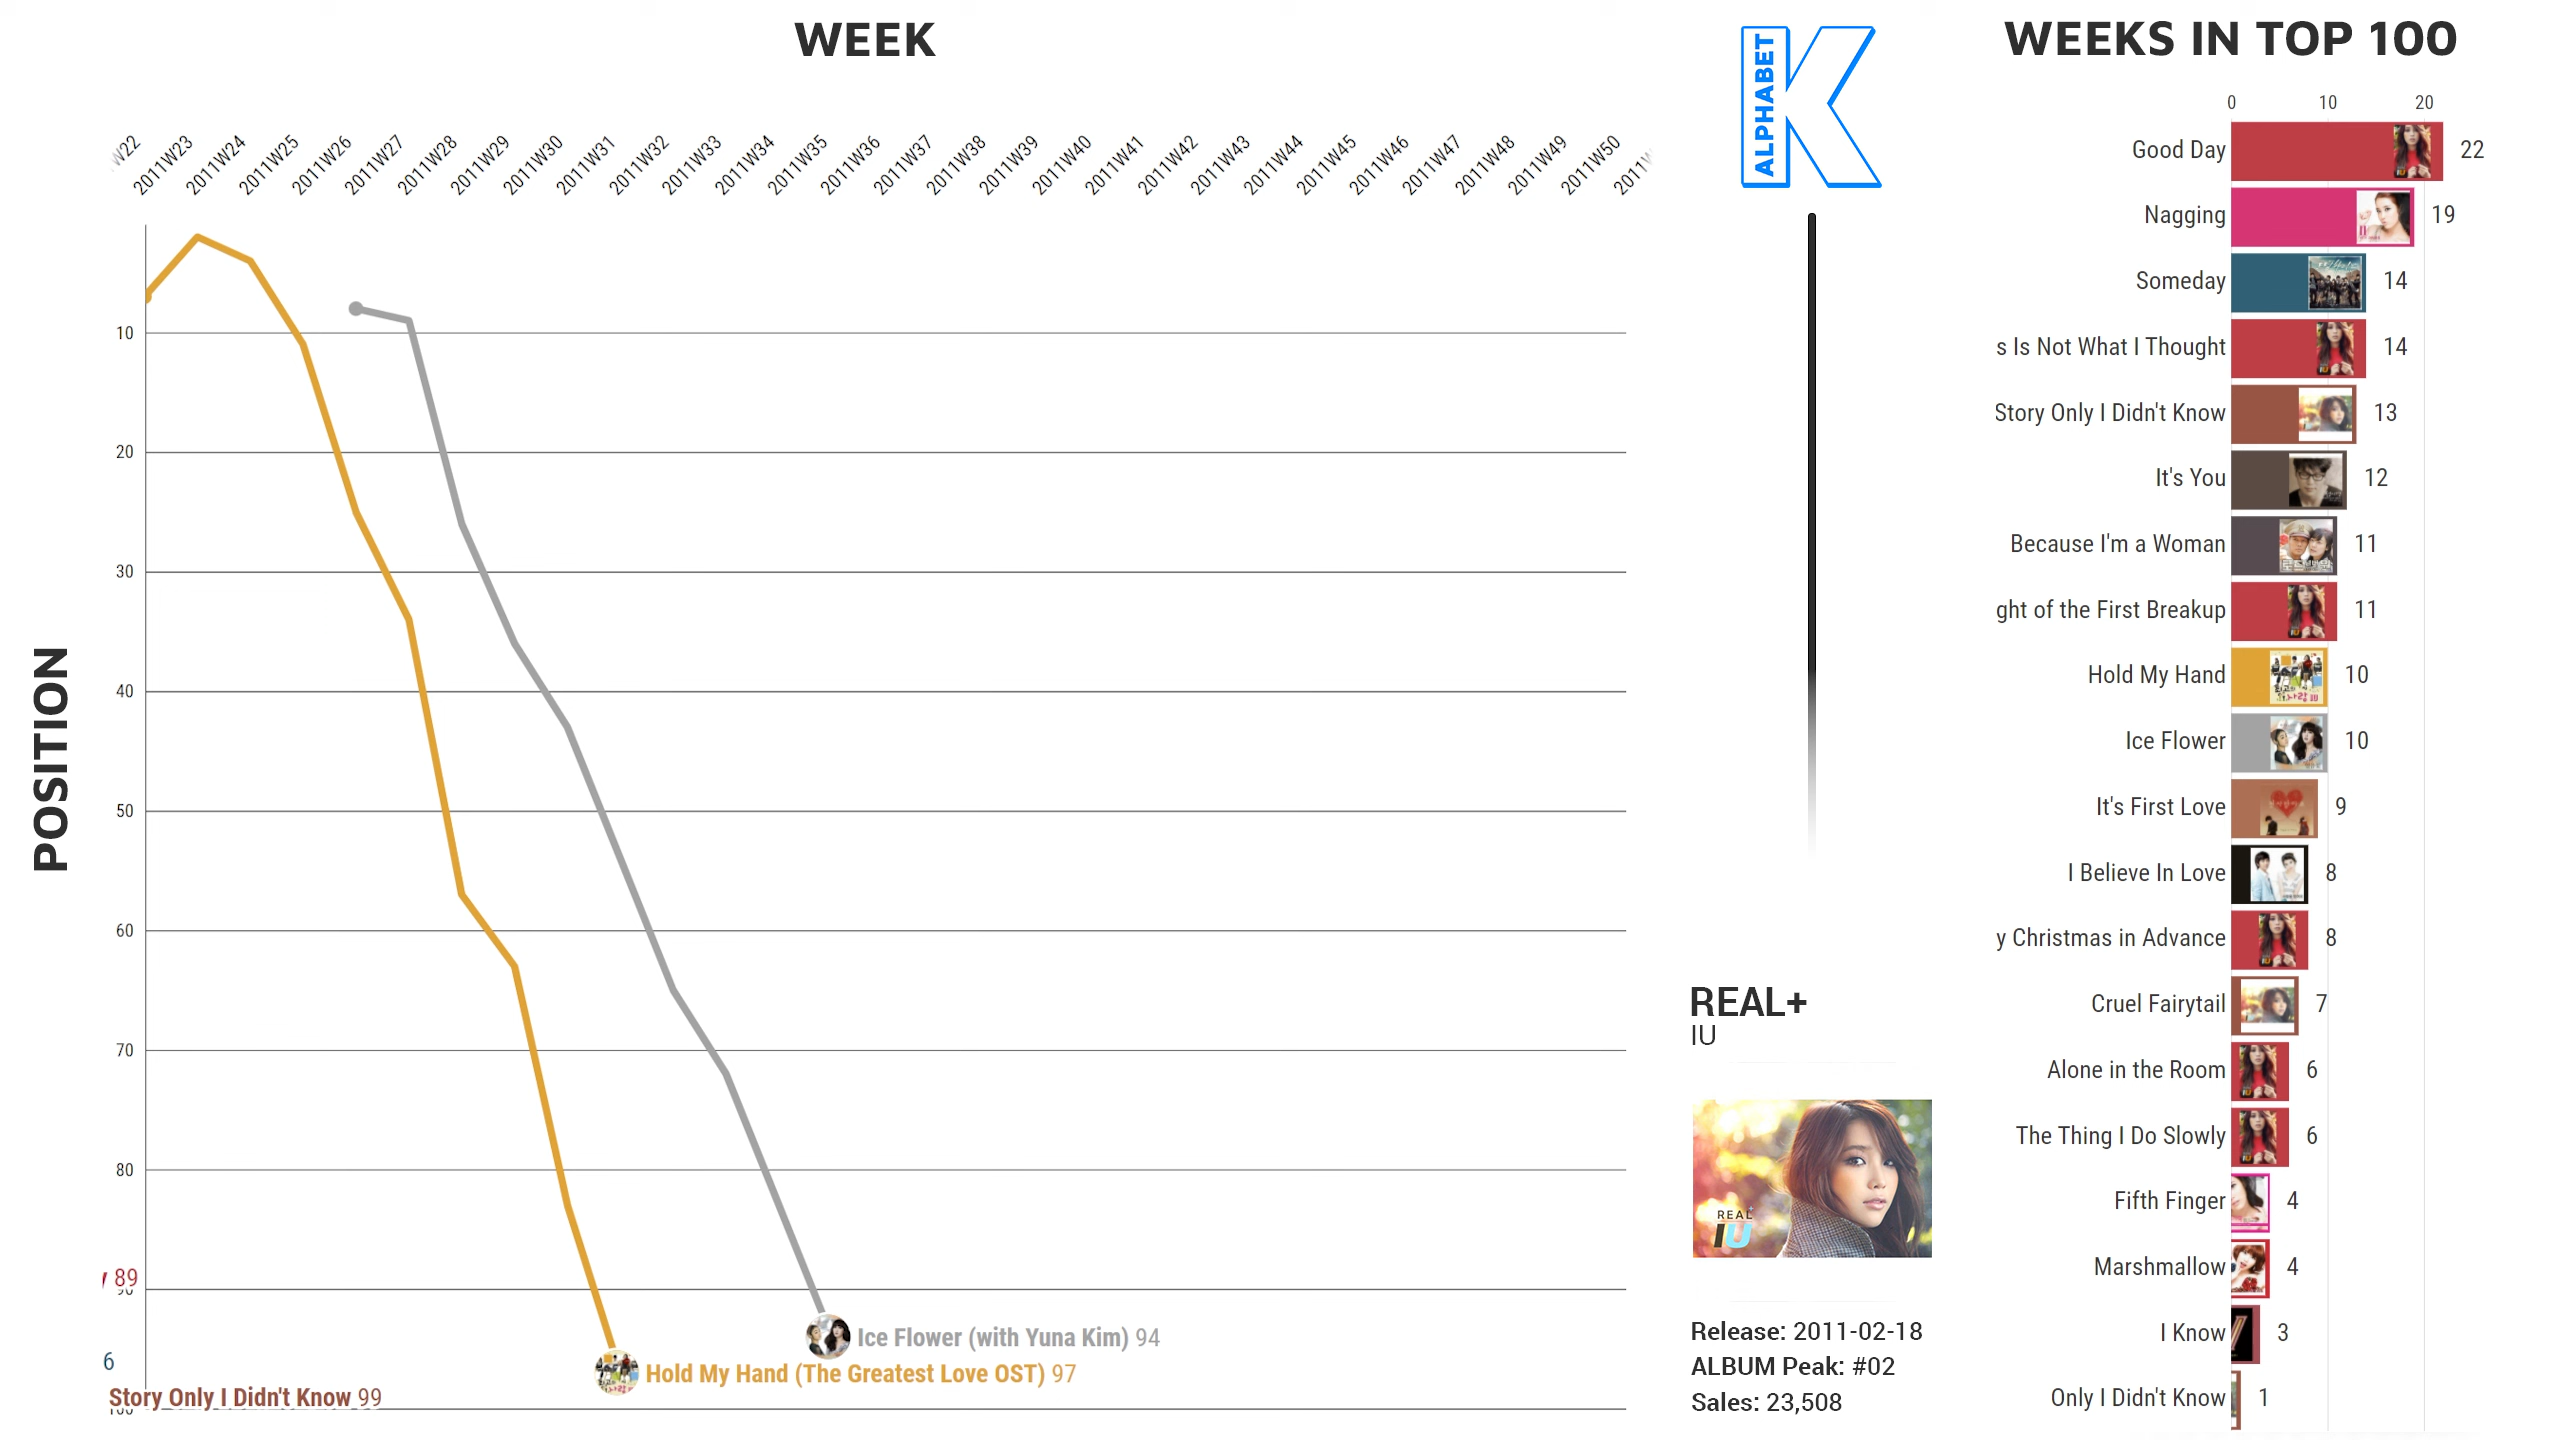 WEEK
W22
2011W23
2011W24
2011W25
2011W26
2011W27
2011W28
2011W29
2011W30
2011W31
2011W32
2011W33
2011W34
2011W35
2011W36
2011W37
2011W38
2011W39
2011W40
2011W41
2011W42
2011W43
2011W44
2011W45
2011W46
2011W47
2011W48
2011W49
2011W50
2011W
POSITION
10
20
30
40
50
60
70
80
90
100
89
6
Story Only I Didn't Know 99
Ice Flower (with Yuna Kim) 94
Hold My Hand (The Greatest Love OST) 97
ALPHABET
K
REAL+
IU
REAL
IU
Release: 2011-02-18
ALBUM Peak: #02
Sales: 23,508
WEEKS IN TOP 100
0 10 20
Good Day 22
Nagging 19
Someday 14
s Is Not What I Thought 14
Story Only I Didn't Know 13
It's You 12
Because I'm a Woman 11
ght of the First Breakup 11
Hold My Hand 10
Ice Flower 10
It's First Love 9
I Believe In Love 8
y Christmas in Advance 8
Cruel Fairytail 7
Alone in the Room 6
The Thing I Do Slowly 6
Fifth Finger 4
Marshmallow 4
I Know 3
Only I Didn't Know 1